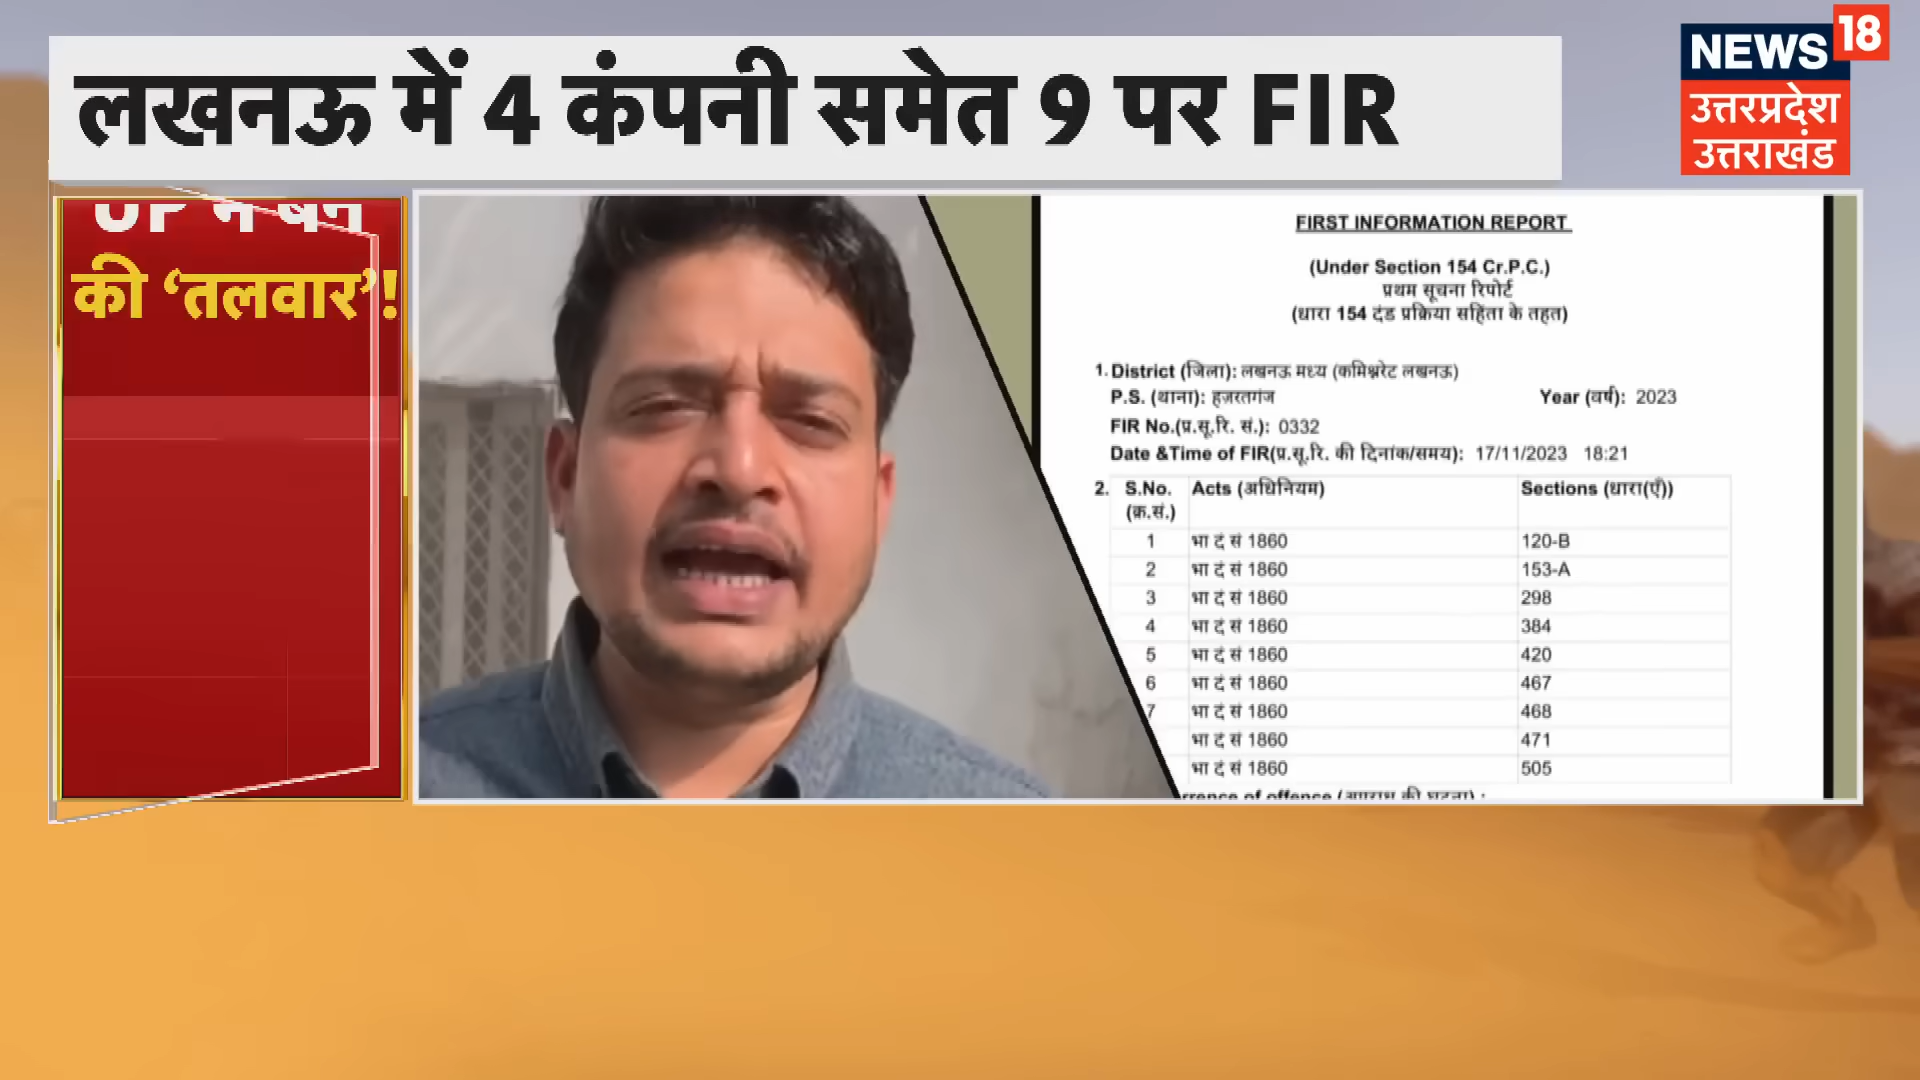 लखनऊ में 4 कंपनी समेत 9 पर FIR
NEWS 18
उत्तरप्रदेश
उत्तराखंड
की ‘तलवार’!
FIRST INFORMATION REPORT
(Under Section 154 Cr.P.C.)
प्रथम सूचना रिपोर्ट
(धारा 154 दंड प्रक्रिया संहिता के तहत)
1. District (जिला): लखनऊ मध्य (कमिश्नरेट लखनऊ)
P.S. (थाना): हजरतगंज Year (वर्ष): 2023
FIR No.(प्र.सू.रि. सं.): 0332
Date &Time of FIR(प्र.सू.रि. की दिनांक/समय): 17/11/2023 18:21
2. S.No. Acts (अधिनियम) Sections (धारा(एँ))
(क्र.सं.)
1 भा दं सं 1860 120-B
2 भा दं सं 1860 153-A
3 भा दं सं 1860 298
4 भा दं सं 1860 384
5 भा दं सं 1860 420
6 भा दं सं 1860 467
7 भा दं सं 1860 468
भा दं सं 1860 471
भा दं सं 1860 505